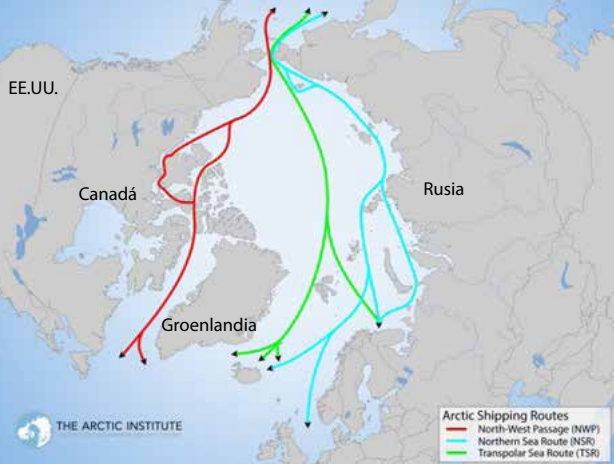 EE.UU.
Canadá
Rusia
Groenlandia
THE ARCTIC INSTITUTE
Arctic Shipping Routes
North-West Passage (NWP)
Northern Sea Route (NSR)
Transpolar Sea Route (TSR)